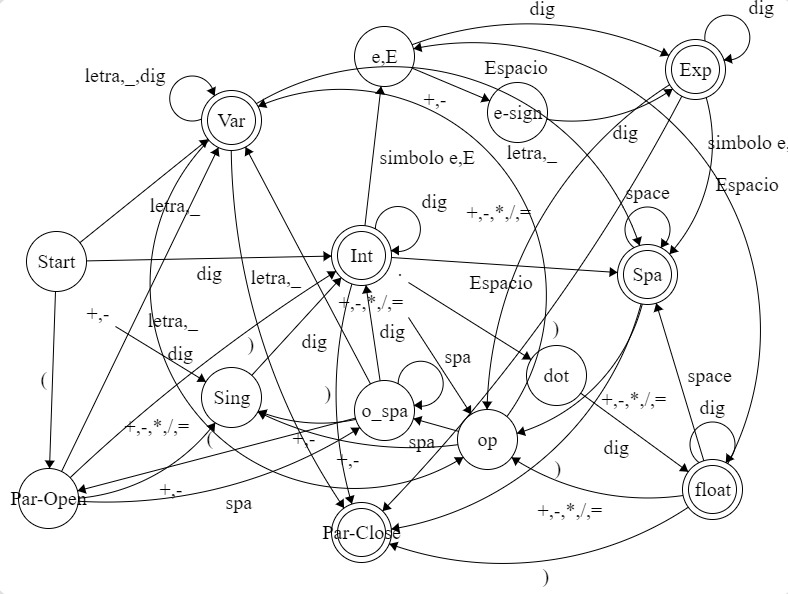 dig
dig
e,E
Exp
Espacio
letra,_,dig
+,-
e-sign
Var
dig
simbolo e,
letra,_
simbolo e,E
Espacio
space
letra,_
dig
+,-,*,/,=
Start
Int
Spa
dig
letra,_
.
Espacio
+,-,*,/,=
+,-
letra,_
dig
)
dig
)
spa
dig
space
(
dot
)
Sing
+,-,*,/,=
o_spa
dig
+,-,*,/,=
(
+,-
spa
op
dig
+,-
)
+,-
float
Par-Open
spa
+,-,*,/,=
Par-Close
)